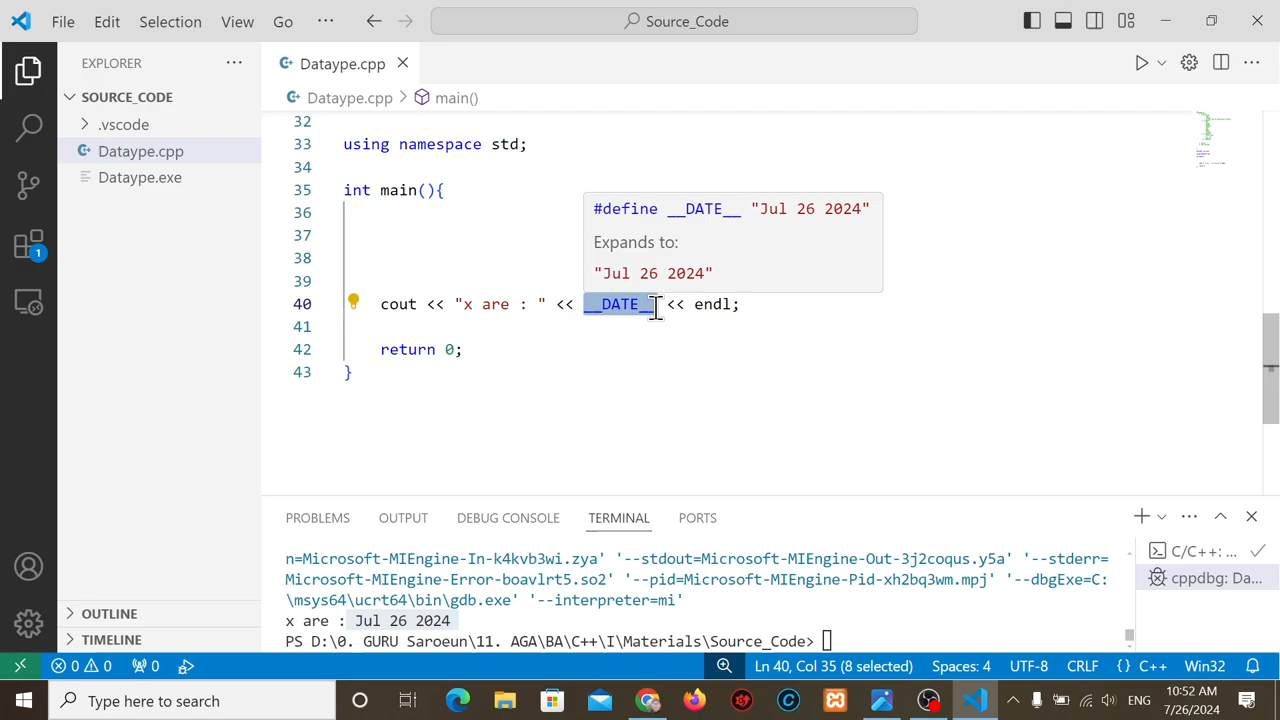 File Edit Selection View Go ··· Source_Code
EXPLORER ···
SOURCE_CODE
.vscode
Dataype.cpp
Dataype.exe
OUTLINE
TIMELINE
1
Dataype.cpp
Dataype.cpp > main()
32
33 using namespace std;
34
35 int main(){
36
37
38
39
40 cout << "x are : " << __DATE__ << endl;
41
42 return 0;
43 }
#define __DATE__ "Jul 26 2024"
Expands to:
"Jul 26 2024"
PROBLEMS OUTPUT DEBUG CONSOLE TERMINAL PORTS
n=Microsoft-MIEngine-In-k4kvb3wi.zya' '--stdout=Microsoft-MIEngine-Out-3j2coqus.y5a' '--stderr=
Microsoft-MIEngine-Error-boavlrt5.so2' '--pid=Microsoft-MIEngine-Pid-xh2bq3wm.mpj' '--dbgExe=C:
\msys64\ucrt64\bin\gdb.exe' '--interpreter=mi'
x are : Jul 26 2024
PS D:\0. GURU Saroeun\11. AGA\BA\C++\I\Materials\Source_Code>
C/C++: ...
cppdbg: Da...
0 0 0 Ln 40, Col 35 (8 selected) Spaces: 4 UTF-8 CRLF {} C++ Win32
Type here to search ENG 10:52 AM
7/26/2024